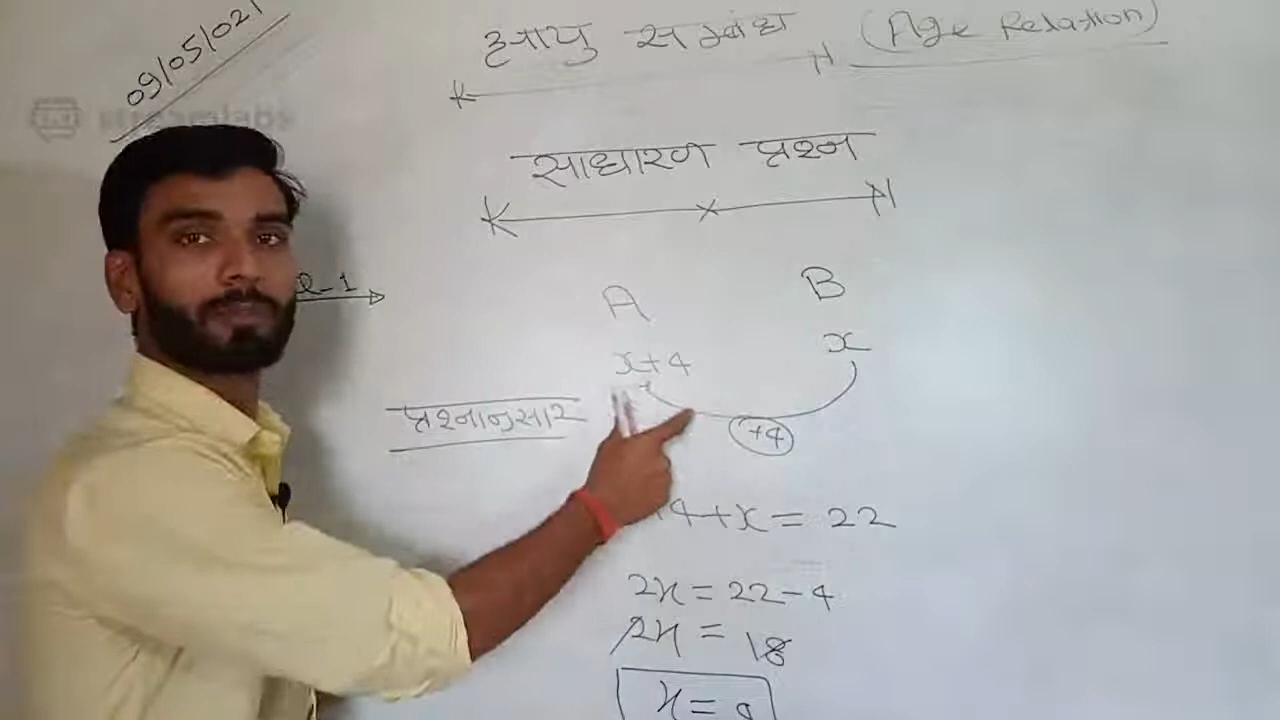 09/05/021
आयु सम्बंध (Age Relation)
साधारण प्रश्न
A B
x+4 x
प्रश्नानुसार
+4
4+x = 22
2x = 22-4
2x = 18
x = 9